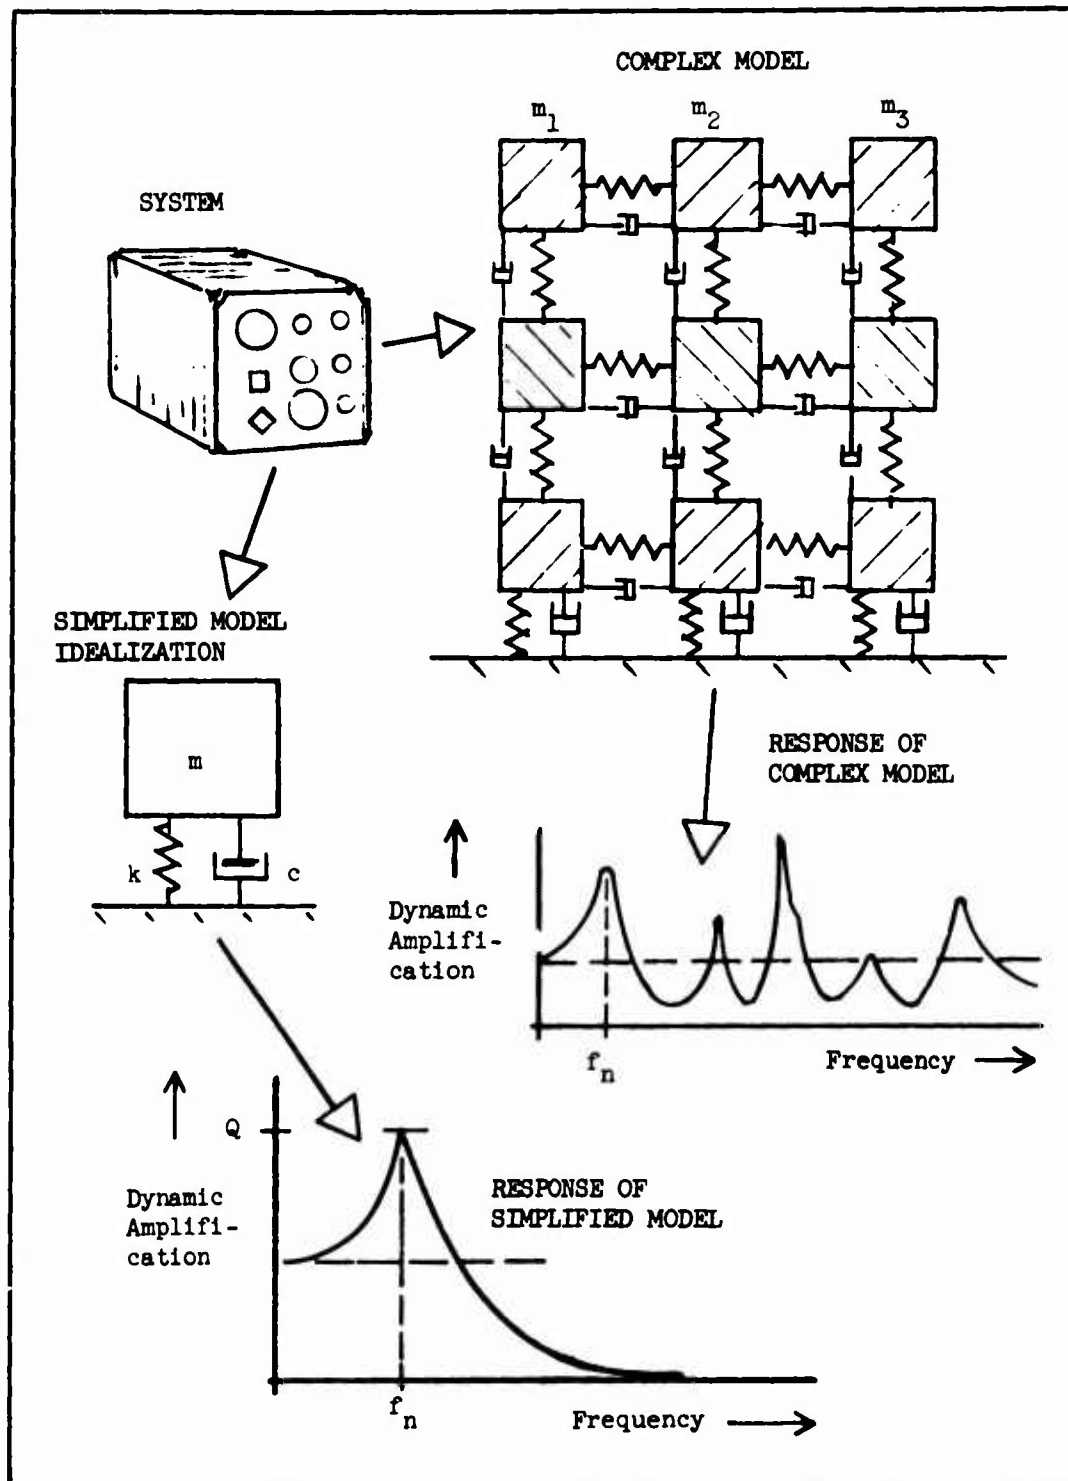 COMPLEX MODEL
m1 m2 m3
SYSTEM
SIMPLIFIED MODEL
IDEALIZATION
m
k c
RESPONSE OF
COMPLEX MODEL
Dynamic
Amplifi-
cation
fn
Frequency
Q
Dynamic
Amplifi-
cation
RESPONSE OF
SIMPLIFIED MODEL
fn
Frequency